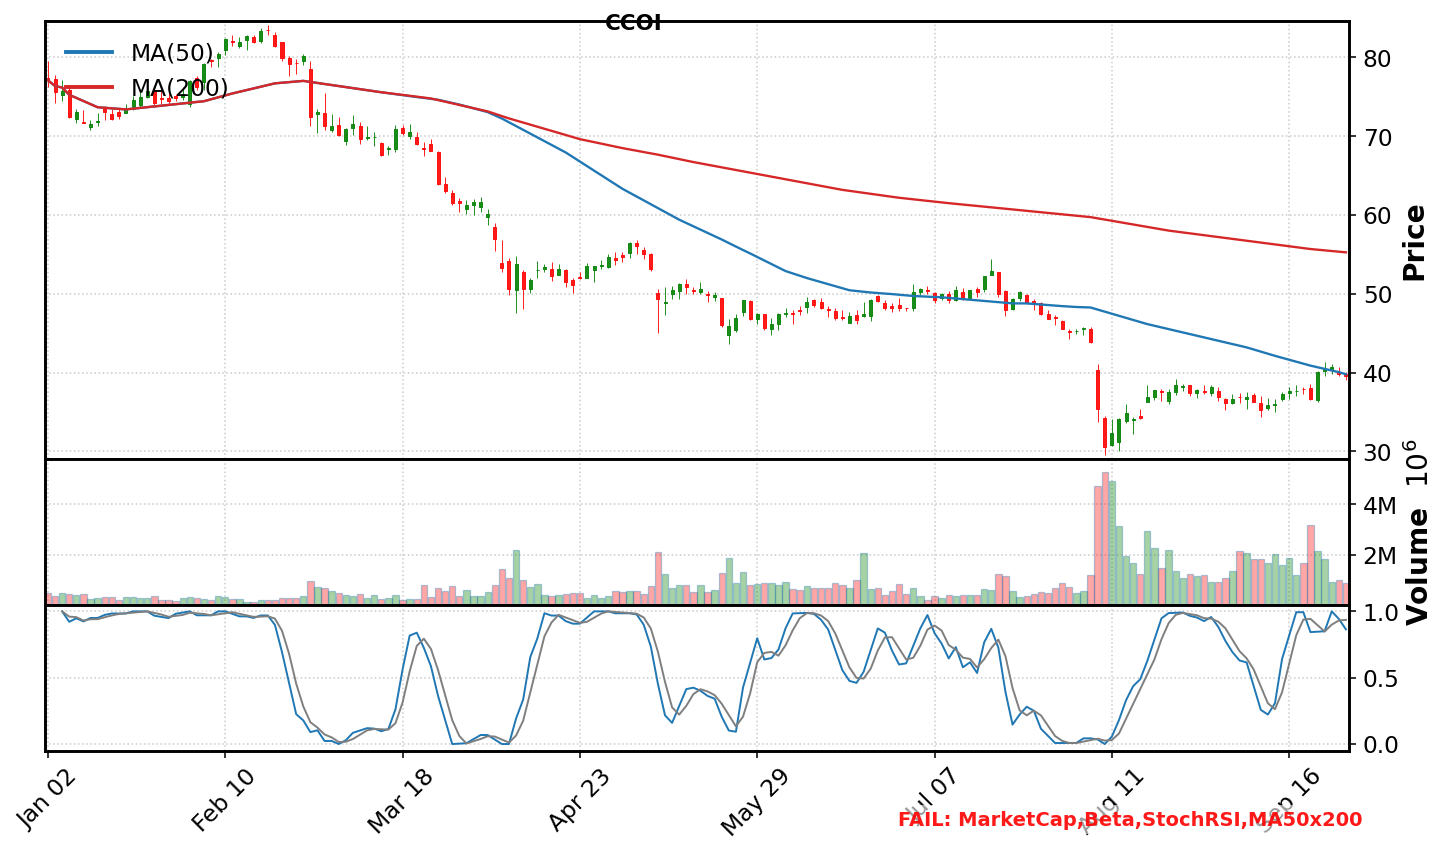 CCOI
MA(50)
MA(200)
80
70
60
50
40
30
Price
10^6
4M
2M
Volume
1.0
0.5
0.0
Jan 02
Feb 10
Mar 18
Apr 23
May 29
Jul 07
Aug 11
Sep 16
FAIL: MarketCap,Beta,StochRSI,MA50x200